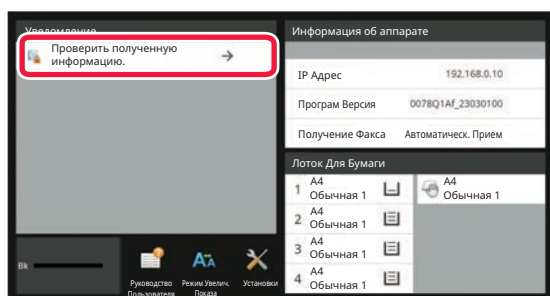 Уведомление
Проверить полученную
информацию.
Информация об аппарате
IP Адрес 192.168.0.10
Програм Версия 0078Q1Af_23030100
Получение Факса Автоматическ. Прием
Лоток Для Бумаги
1 A4
Обычная 1
A4
Обычная 1
2 A4
Обычная 1
3 A4
Обычная 1
4 A4
Обычная 1
Bk
Руководство
Пользователя
Режим Увелич.
Показа
Установки